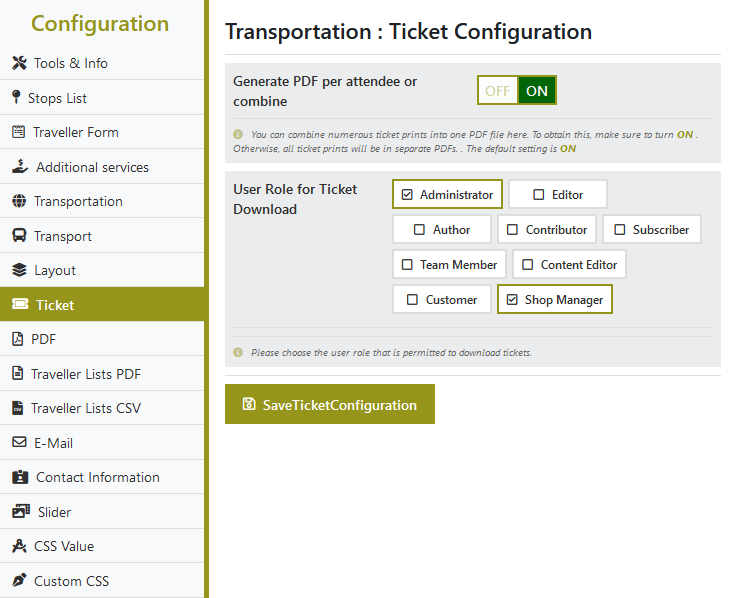 Configuration
Tools & Info
Stops List
Traveller Form
Additional services
Transportation
Transport
Layout
Ticket
PDF
Traveller Lists PDF
Traveller Lists CSV
E-Mail
Contact Information
Slider
CSS Value
Custom CSS
Transportation : Ticket Configuration
Generate PDF per attendee or
combine
OFF ON
You can combine numerous ticket prints into one PDF file here. To obtain this, make sure to turn ON .
Otherwise, all ticket prints will be in separate PDFs. . The default setting is ON
User Role for Ticket
Download
Administrator Editor
Author Contributor Subscriber
Team Member Content Editor
Customer Shop Manager
Please choose the user role that is permitted to download tickets.
SaveTicketConfiguration